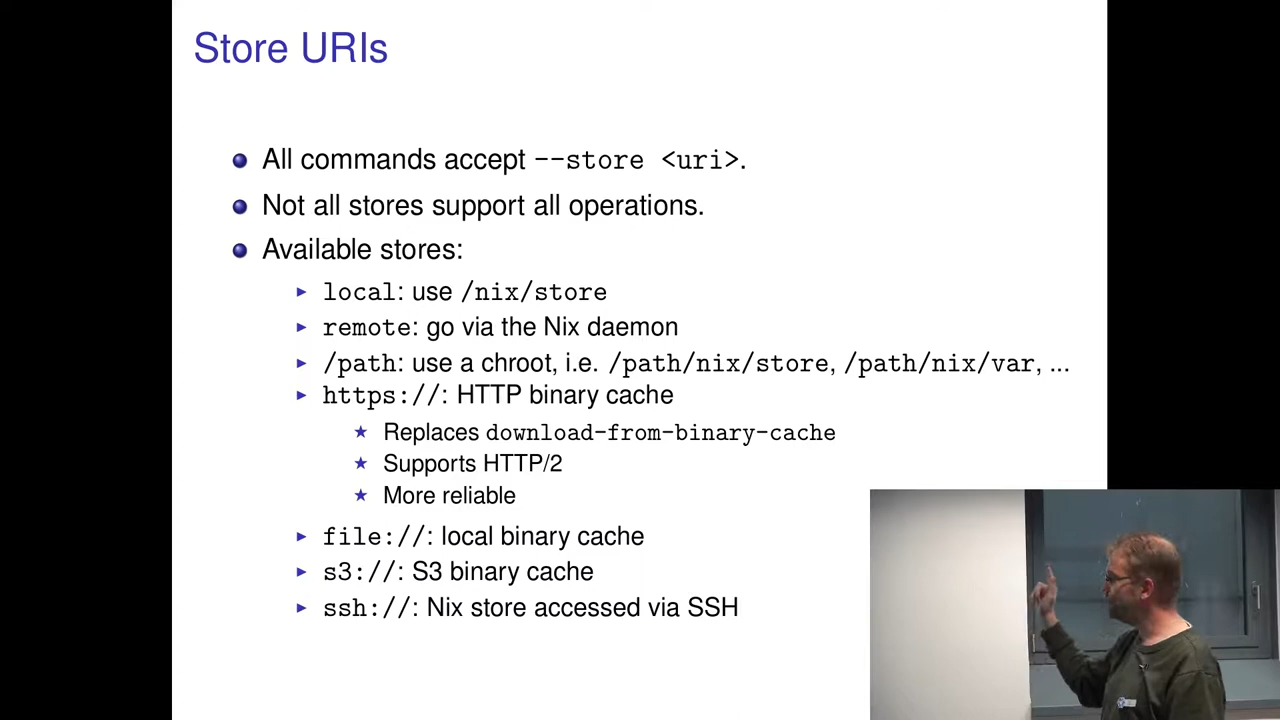 Store URIs
All commands accept --store <uri>.
Not all stores support all operations.
Available stores:
local: use /nix/store
remote: go via the Nix daemon
/path: use a chroot, i.e. /path/nix/store, /path/nix/var, ...
https://: HTTP binary cache
Replaces download-from-binary-cache
Supports HTTP/2
More reliable
file://: local binary cache
s3://: S3 binary cache
ssh://: Nix store accessed via SSH